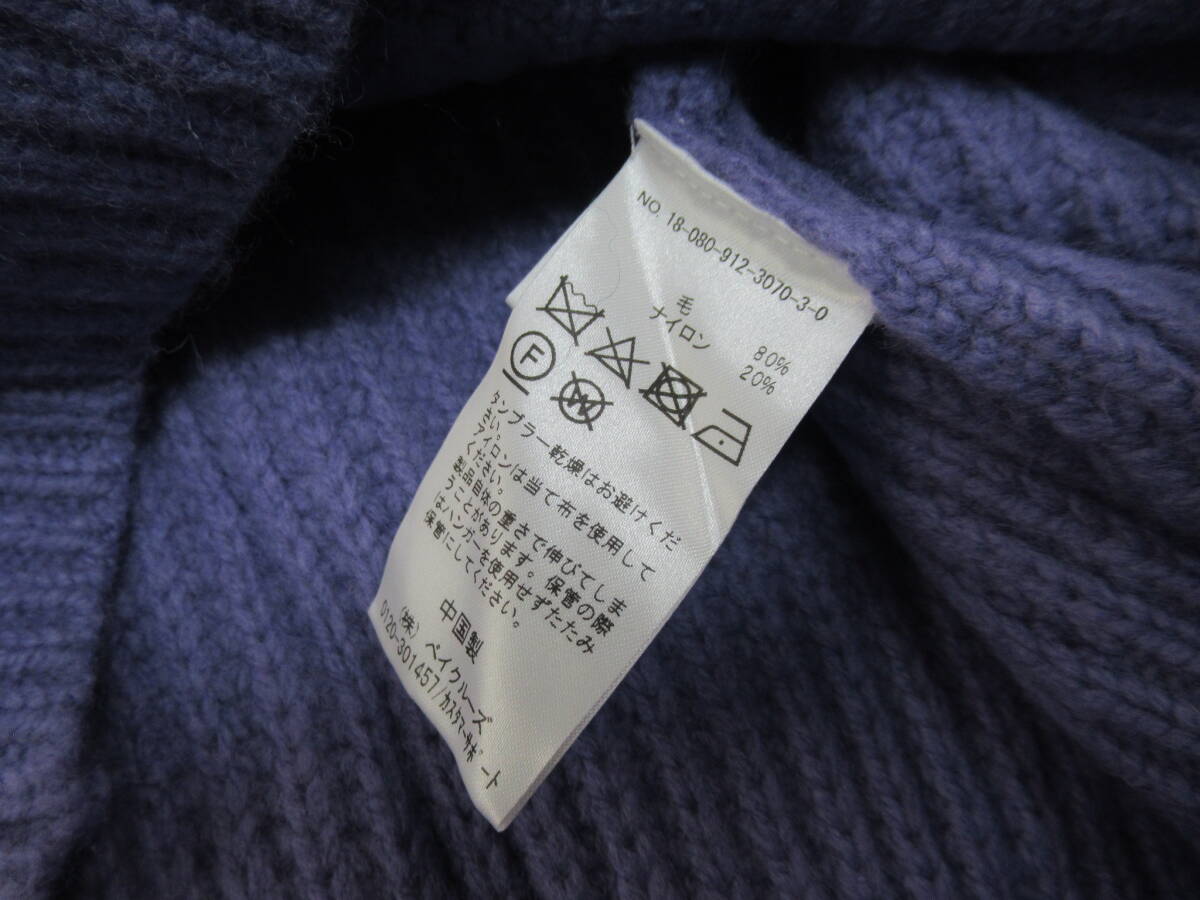 NO. 18-080-912-3070-3-0
毛 80%
ナイロン 20%
F
W
タンブラー乾燥はお避けくだ
さい。
アイロンは当て布を使用して
ください。
製品自体の重さで伸びてしま
うことがあります。保管の際
はハンガーを使用せずたたみ
保管にしてください。
中国製
(株) ベイクルーズ
0120-301457/カスタマーサポート